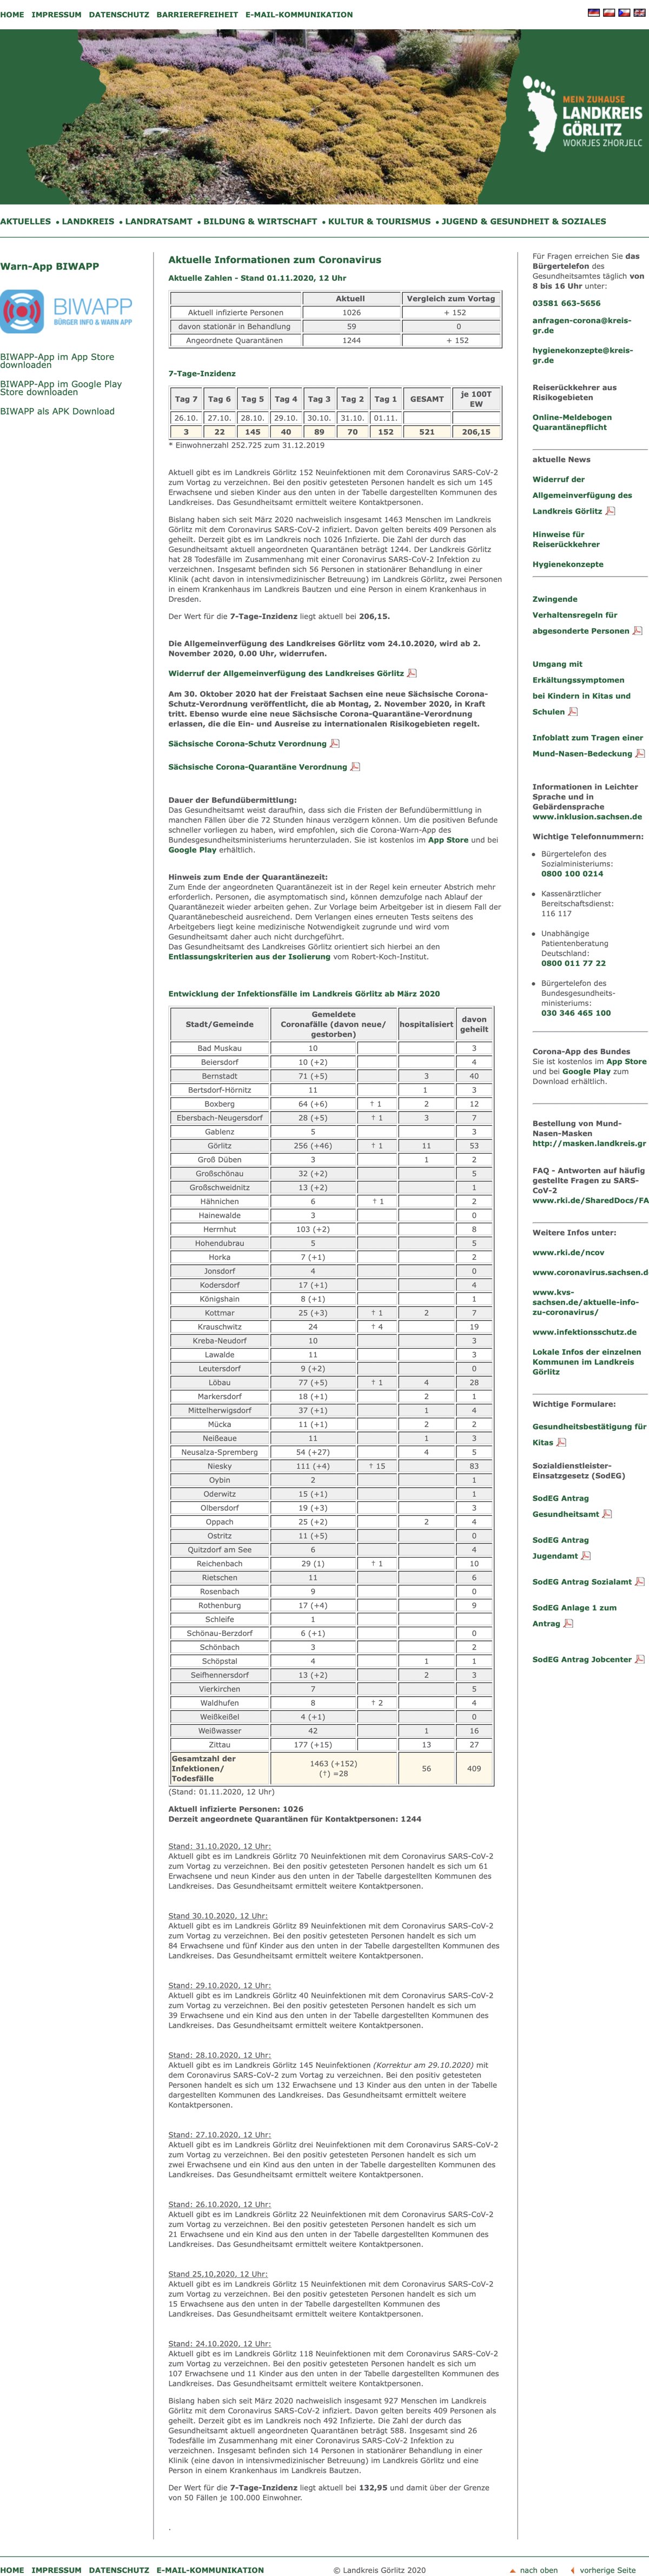 HOME IMPRESSUM DATENSCHUTZ BARRIEREFREIHEIT E-MAIL-KOMMUNIKATION
MEIN ZUHAUSE
LANDKREIS
GÖRLITZ
WOKRJES ZHORJELC
AKTUELLES • LANDKREIS • LANDRATSAMT • BILDUNG & WIRTSCHAFT • KULTUR & TOURISMUS • JUGEND & GESUNDHEIT & SOZIALES
Warn-App BIWAPP
BIWAPP
BÜRGER INFO & WARN APP
BIWAPP-App im App Store
downloaden
BIWAPP-App im Google Play
Store downloaden
BIWAPP als APK Download
Aktuelle Informationen zum Coronavirus
Aktuelle Zahlen - Stand 01.11.2020, 12 Uhr
Aktuell Vergleich zum Vortag
Aktuell infizierte Personen 1026 + 152
davon stationär in Behandlung 59 0
Angeordnete Quarantänen 1244 + 152
7-Tage-Inzidenz
Tag 7 Tag 6 Tag 5 Tag 4 Tag 3 Tag 2 Tag 1 GESAMT je 100T EW
26.10. 27.10. 28.10. 29.10. 30.10. 31.10. 01.11.
3 22 145 40 89 70 152 521 206,15
* Einwohnerzahl 252.725 zum 31.12.2019
Aktuell gibt es im Landkreis Görlitz 152 Neuinfektionen mit dem Coronavirus SARS-CoV-2
zum Vortag zu verzeichnen. Bei den positiv getesteten Personen handelt es sich um 145
Erwachsene und sieben Kinder aus den unten in der Tabelle dargestellten Kommunen des
Landkreises. Das Gesundheitsamt ermittelt weitere Kontaktpersonen.
Bislang haben sich seit März 2020 nachweislich insgesamt 1463 Menschen im Landkreis
Görlitz mit dem Coronavirus SARS-CoV-2 infiziert. Davon gelten bereits 409 Personen als
geheilt. Derzeit gibt es im Landkreis noch 1026 Infizierte. Die Zahl der durch das
Gesundheitsamt aktuell angeordneten Quarantänen beträgt 1244. Der Landkreis Görlitz
hat 28 Todesfälle im Zusammenhang mit einer Coronavirus SARS-CoV-2 Infektion zu
verzeichnen. Insgesamt befinden sich 56 Personen in stationärer Behandlung in einer
Klinik (acht davon in intensivmedizinischer Betreuung) im Landkreis Görlitz, zwei Personen
in einem Krankenhaus im Landkreis Bautzen und eine Person in einem Krankenhaus in
Dresden.
Der Wert für die 7-Tage-Inzidenz liegt aktuell bei 206,15.
Die Allgemeinverfügung des Landkreises Görlitz vom 24.10.2020, wird ab 2.
November 2020, 0.00 Uhr, widerrufen.
Widerruf der Allgemeinverfügung des Landkreises Görlitz
Am 30. Oktober 2020 hat der Freistaat Sachsen eine neue Sächsische Corona-
Schutz-Verordnung veröffentlicht, die ab Montag, 2. November 2020, in Kraft
tritt. Ebenso wurde eine neue Sächsische Corona-Quarantäne-Verordnung
erlassen, die die Ein- und Ausreise zu internationalen Risikogebieten regelt.
Sächsische Corona-Schutz Verordnung
Sächsische Corona-Quarantäne Verordnung
Dauer der Befundübermittlung:
Das Gesundheitsamt weist daraufhin, dass sich die Fristen der Befundübermittlung in
manchen Fällen über die 72 Stunden hinaus verzögern können. Um die positiven Befunde
schneller vorliegen zu haben, wird empfohlen, sich die Corona-Warn-App des
Bundesgesundheitsministeriums herunterzuladen. Sie ist kostenlos im App Store und bei
Google Play erhältlich.
Hinweis zum Ende der Quarantänezeit:
Zum Ende der angeordneten Quarantänezeit ist in der Regel kein erneuter Abstrich mehr
erforderlich. Personen, die asymptomatisch sind, können demzufolge nach Ablauf der
Quarantänezeit wieder arbeiten gehen. Zur Vorlage beim Arbeitgeber ist in diesem Fall der
Quarantänebescheid ausreichend. Dem Verlangen eines erneuten Tests seitens des
Arbeitgebers liegt keine medizinische Notwendigkeit zugrunde und wird vom
Gesundheitsamt daher auch nicht durchgeführt.
Das Gesundheitsamt des Landkreises Görlitz orientiert sich hierbei an den
Entlassungskriterien aus der Isolierung vom Robert-Koch-Institut.
Entwicklung der Infektionsfälle im Landkreis Görlitz ab März 2020
Stadt/Gemeinde Gemeldete Coronafälle (davon neue/ gestorben) hospitalisiert davon geheilt
Bad Muskau 10 3
Beiersdorf 10 (+2) 4
Bernstadt 71 (+5) 3 40
Bertsdorf-Hörnitz 11 1 3
Boxberg 64 (+6) † 1 2 12
Ebersbach-Neugersdorf 28 (+5) † 1 3 7
Gablenz 5 3
Görlitz 256 (+46) † 1 11 53
Groß Düben 3 1 2
Großschönau 32 (+2) 5
Großschweidnitz 13 (+2) 1
Hähnichen 6 † 1 2
Hainewalde 3 0
Herrnhut 103 (+2) 8
Hohendubrau 5 5
Horka 7 (+1) 2
Jonsdorf 4 0
Kodersdorf 17 (+1) 4
Königshain 8 (+1) 1
Kottmar 25 (+3) † 1 2 7
Krauschwitz 24 † 4 19
Kreba-Neudorf 10 3
Lawalde 11 3
Leutersdorf 9 (+2) 0
Löbau 77 (+5) † 1 4 28
Markersdorf 18 (+1) 2 1
Mittelherwigsdorf 37 (+1) 1 4
Mücka 11 (+1) 2 2
Neißeaue 11 1 3
Neusalza-Spremberg 54 (+27) 4 5
Niesky 111 (+4) † 15 83
Oybin 2 1
Oderwitz 15 (+1) 1
Olbersdorf 19 (+3) 3
Oppach 25 (+2) 2 4
Ostritz 11 (+5) 0
Quitzdorf am See 6 4
Reichenbach 29 (1) † 1 10
Rietschen 11 6
Rosenbach 9 0
Rothenburg 17 (+4) 9
Schleife 1
Schönau-Berzdorf 6 (+1) 0
Schönbach 3 2
Schöpstal 4 1 1
Seifhennersdorf 13 (+2) 2 3
Vierkirchen 7 5
Waldhufen 8 † 2 4
Weißkeißel 4 (+1) 0
Weißwasser 42 1 16
Zittau 177 (+15) 13 27
Gesamtzahl der Infektionen/ Todesfälle 1463 (+152) (†) =28 56 409
(Stand: 01.11.2020, 12 Uhr)
Aktuell infizierte Personen: 1026
Derzeit angeordnete Quarantänen für Kontaktpersonen: 1244
Stand: 31.10.2020, 12 Uhr:
Aktuell gibt es im Landkreis Görlitz 70 Neuinfektionen mit dem Coronavirus SARS-CoV-2
zum Vortag zu verzeichnen. Bei den positiv getesteten Personen handelt es sich um 61
Erwachsene und neun Kinder aus den unten in der Tabelle dargestellten Kommunen des
Landkreises. Das Gesundheitsamt ermittelt weitere Kontaktpersonen.
Stand 30.10.2020, 12 Uhr:
Aktuell gibt es im Landkreis Görlitz 89 Neuinfektionen mit dem Coronavirus SARS-CoV-2
zum Vortag zu verzeichnen. Bei den positiv getesteten Personen handelt es sich um
84 Erwachsene und fünf Kinder aus den unten in der Tabelle dargestellten Kommunen des
Landkreises. Das Gesundheitsamt ermittelt weitere Kontaktpersonen.
Stand: 29.10.2020, 12 Uhr:
Aktuell gibt es im Landkreis Görlitz 40 Neuinfektionen mit dem Coronavirus SARS-CoV-2
zum Vortag zu verzeichnen. Bei den positiv getesteten Personen handelt es sich um
39 Erwachsene und ein Kind aus den unten in der Tabelle dargestellten Kommunen des
Landkreises. Das Gesundheitsamt ermittelt weitere Kontaktpersonen.
Stand: 28.10.2020, 12 Uhr:
Aktuell gibt es im Landkreis Görlitz 145 Neuinfektionen (Korrektur am 29.10.2020) mit
dem Coronavirus SARS-CoV-2 zum Vortag zu verzeichnen. Bei den positiv getesteten
Personen handelt es sich um 132 Erwachsene und 13 Kinder aus den unten in der Tabelle
dargestellten Kommunen des Landkreises. Das Gesundheitsamt ermittelt weitere
Kontaktpersonen.
Stand: 27.10.2020, 12 Uhr:
Aktuell gibt es im Landkreis Görlitz drei Neuinfektionen mit dem Coronavirus SARS-CoV-2
zum Vortag zu verzeichnen. Bei den positiv getesteten Personen handelt es sich um
zwei Erwachsene und ein Kind aus den unten in der Tabelle dargestellten Kommunen des
Landkreises. Das Gesundheitsamt ermittelt weitere Kontaktpersonen.
Stand: 26.10.2020, 12 Uhr:
Aktuell gibt es im Landkreis Görlitz 22 Neuinfektionen mit dem Coronavirus SARS-CoV-2
zum Vortag zu verzeichnen. Bei den positiv getesteten Personen handelt es sich um
21 Erwachsene und ein Kind aus den unten in der Tabelle dargestellten Kommunen des
Landkreises. Das Gesundheitsamt ermittelt weitere Kontaktpersonen.
Stand 25.10.2020, 12 Uhr:
Aktuell gibt es im Landkreis Görlitz 15 Neuinfektionen mit dem Coronavirus SARS-CoV-2
zum Vortag zu verzeichnen. Bei den positiv getesteten Personen handelt es sich um
15 Erwachsene aus den unten in der Tabelle dargestellten Kommunen des
Landkreises. Das Gesundheitsamt ermittelt weitere Kontaktpersonen.
Stand: 24.10.2020, 12 Uhr:
Aktuell gibt es im Landkreis Görlitz 118 Neuinfektionen mit dem Coronavirus SARS-CoV-2
zum Vortag zu verzeichnen. Bei den positiv getesteten Personen handelt es sich um
107 Erwachsene und 11 Kinder aus den unten in der Tabelle dargestellten Kommunen des
Landkreises. Das Gesundheitsamt ermittelt weitere Kontaktpersonen.
Bislang haben sich seit März 2020 nachweislich insgesamt 927 Menschen im Landkreis
Görlitz mit dem Coronavirus SARS-CoV-2 infiziert. Davon gelten bereits 409 Personen als
geheilt. Derzeit gibt es im Landkreis noch 492 Infizierte. Die Zahl der durch das
Gesundheitsamt aktuell angeordneten Quarantänen beträgt 588. Insgesamt sind 26
Todesfälle im Zusammenhang mit einer Coronavirus SARS-CoV-2 Infektion zu
verzeichnen. Insgesamt befinden sich 14 Personen in stationärer Behandlung in einer
Klinik (eine davon in intensivmedizinischer Betreuung) im Landkreis Görlitz und eine
Person in einem Krankenhaus im Landkreis Bautzen.
Der Wert für die 7-Tage-Inzidenz liegt aktuell bei 132,95 und damit über der Grenze
von 50 Fällen je 100.000 Einwohner.
.
Für Fragen erreichen Sie das
Bürgertelefon des
Gesundheitsamtes täglich von
8 bis 16 Uhr unter:
03581 663-5656
anfragen-corona@kreis-
gr.de
hygienekonzepte@kreis-
gr.de
Reiserückkehrer aus
Risikogebieten
Online-Meldebogen
Quarantänepflicht
aktuelle News
Widerruf der
Allgemeinverfügung des
Landkreis Görlitz
Hinweise für
Reiserückkehrer
Hygienekonzepte
Zwingende
Verhaltensregeln für
abgesonderte Personen
Umgang mit
Erkältungssymptomen
bei Kindern in Kitas und
Schulen
Infoblatt zum Tragen einer
Mund-Nasen-Bedeckung
Informationen in Leichter
Sprache und in
Gebärdensprache
www.inklusion.sachsen.de
Wichtige Telefonnummern:
• Bürgertelefon des
Sozialministeriums:
0800 100 0214
• Kassenärztlicher
Bereitschaftsdienst:
116 117
• Unabhängige
Patientenberatung
Deutschland:
0800 011 77 22
• Bürgertelefon des
Bundesgesundheits-
ministeriums:
030 346 465 100
Corona-App des Bundes
Sie ist kostenlos im App Store
und bei Google Play zum
Download erhältlich.
Bestellung von Mund-
Nasen-Masken
http://masken.landkreis.gr
FAQ - Antworten auf häufig
gestellte Fragen zu SARS-
CoV-2
www.rki.de/SharedDocs/FA
Weitere Infos unter:
www.rki.de/ncov
www.coronavirus.sachsen.d
www.kvs-
sachsen.de/aktuelle-info-
zu-coronavirus/
www.infektionsschutz.de
Lokale Infos der einzelnen
Kommunen im Landkreis
Görlitz
Wichtige Formulare:
Gesundheitsbestätigung für
Kitas
Sozialdienstleister-
Einsatzgesetz (SodEG)
SodEG Antrag
Gesundheitsamt
SodEG Antrag
Jugendamt
SodEG Antrag Sozialamt
SodEG Anlage 1 zum
Antrag
SodEG Antrag Jobcenter
HOME IMPRESSUM DATENSCHUTZ E-MAIL-KOMMUNIKATION © Landkreis Görlitz 2020 nach oben vorherige Seite